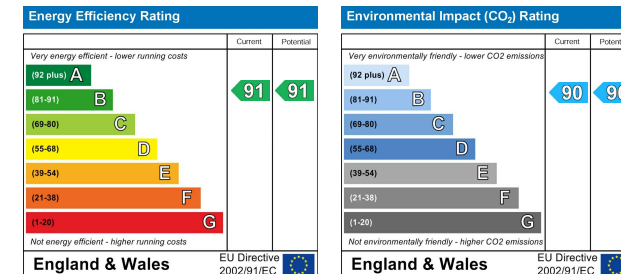 Energy Efficiency Rating
Current Potential
Very energy efficient - lower running costs
(92 plus) A
(81-91) B
91 91
(69-80) C
(55-68) D
(39-54) E
(21-38) F
(1-20) G
Not energy efficient - higher running costs
England & Wales
EU Directive
2002/91/EC
Environmental Impact (CO₂) Rating
Current Potent
Very environmentally friendly - lower CO2 emissions
(92 plus) A
(81-91) B
90 90
(69-80) C
(55-68) D
(39-54) E
(21-38) F
(1-20) G
Not environmentally friendly - higher CO2 emissions
England & Wales
EU Directive
2002/91/EC